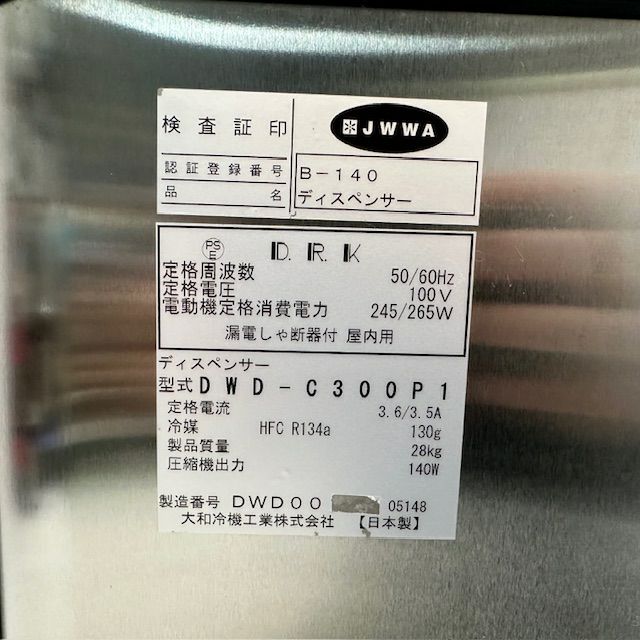 検査証印 JWWA
認証登録番号 B-140
品名 ディスペンサー
PSE D.R.K
定格周波数 50/60Hz
定格電圧 100V
電動機定格消費電力 245/265W
漏電しゃ断器付 屋内用
ディスペンサー
型式 DWD-C300P1
定格電流 3.6/3.5A
冷媒 HFC R134a 130g
製品質量 28kg
圧縮機出力 140W
製造番号 DWD00 05148
大和冷機工業株式会社 【日本製】